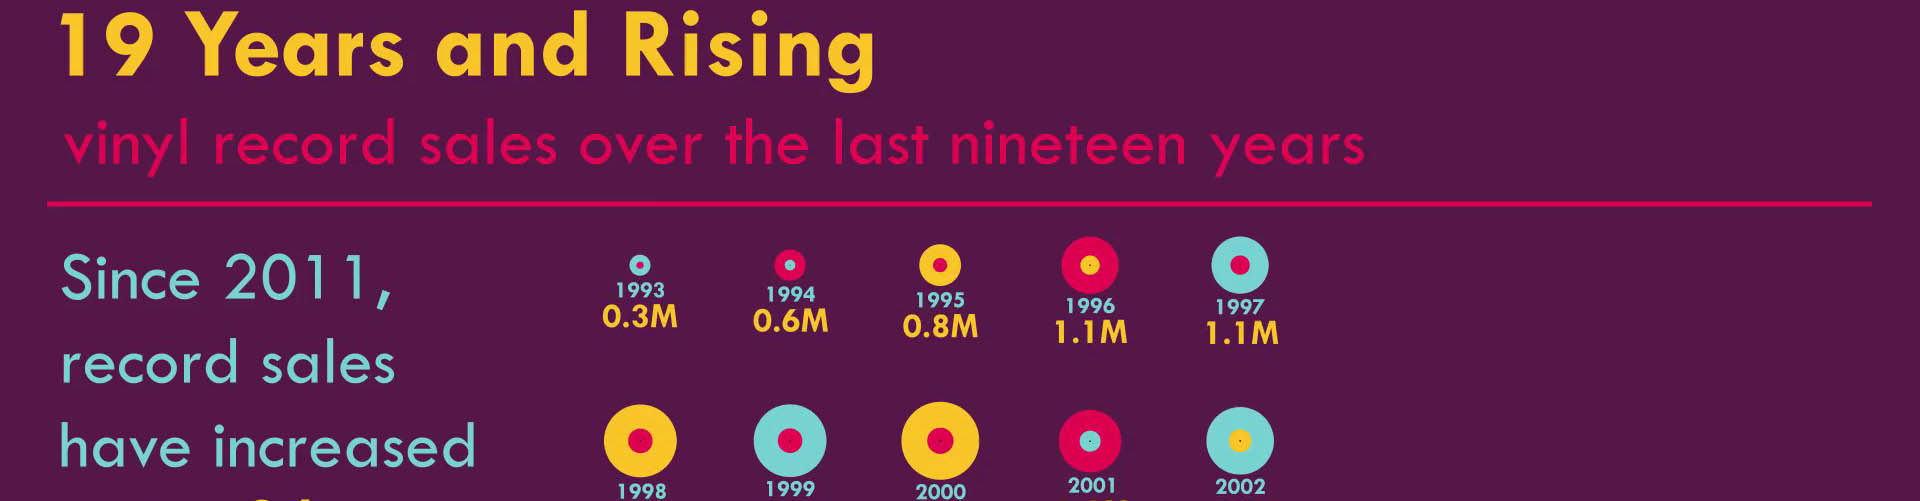 19 Years and Rising
vinyl record sales over the last nineteen years
Since 2011,
record sales
have increased
1993 1994 1995 1996 1997
0.3M 0.6M 0.8M 1.1M 1.1M
1998 1999 2000 2001 2002